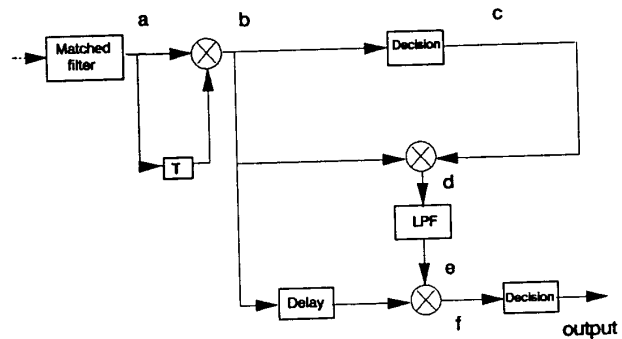 a
b
c
Matched
filter
Decision
T
d
LPF
e
Delay
Decision
f
output